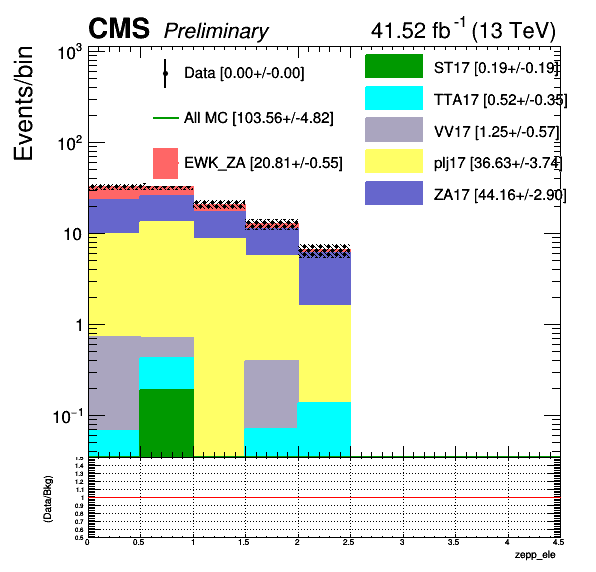 CMS Preliminary 41.52 fb⁻¹ (13 TeV)
Events/bin
10³
10²
10
1
10⁻¹
Data [0.00+/-0.00]
All MC [103.56+/-4.82]
EWK_ZA [20.81+/-0.55]
ST17 [0.19+/-0.19]
TTA17 [0.52+/-0.35]
VV17 [1.25+/-0.57]
plj17 [36.63+/-3.74]
ZA17 [44.16+/-2.90]
(Data/Bkg)
1.5
1.4
1.3
1.2
1.1
1
0.9
0.8
0.7
0.6
0.5
0 0.5 1 1.5 2 2.5 3 3.5 4 4.5
zepp_ele